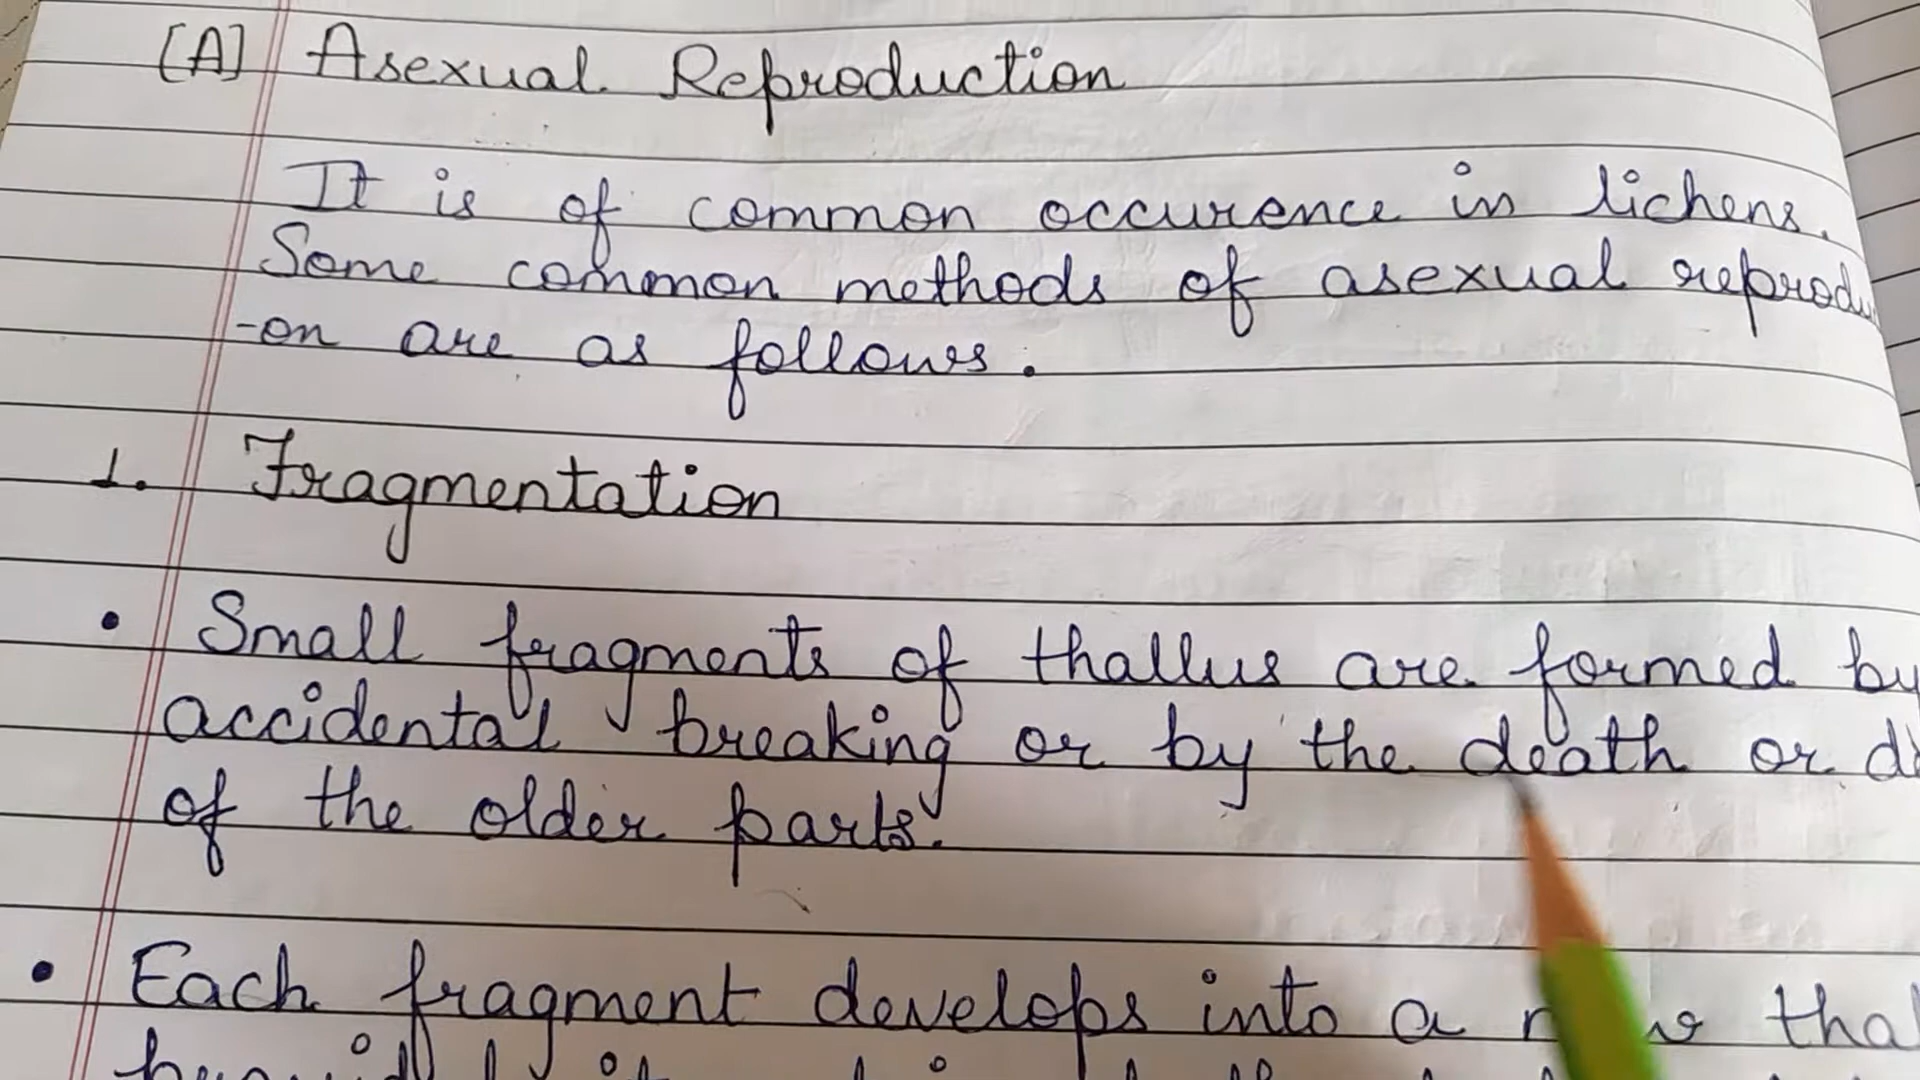 [A] Asexual Reproduction
It is of common occurence in lichens.
Some common methods of asexual
-on are as follows.
1. Fragmentation
• Small fragments of thallus are formed by
accidental breaking or by the death or
of the older parts.
• Each fragment develops into a